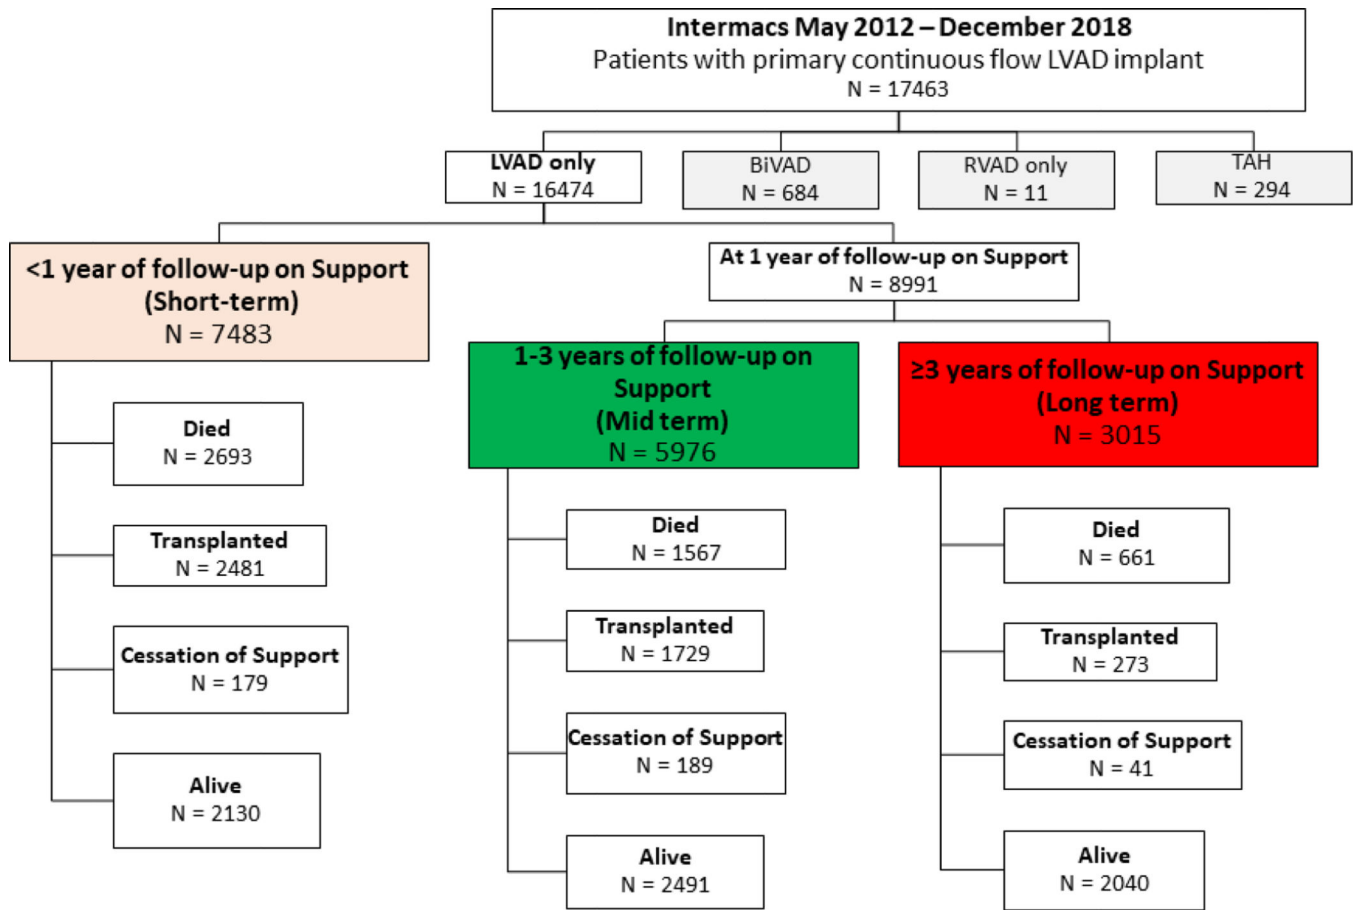 Intermacs May 2012 – December 2018
Patients with primary continuous flow LVAD implant
N = 17463
LVAD only
N = 16474
BiVAD
N = 684
RVAD only
N = 11
TAH
N = 294
<1 year of follow-up on Support
(Short-term)
N = 7483
At 1 year of follow-up on Support
N = 8991
1-3 years of follow-up on
Support
(Mid term)
N = 5976
≥3 years of follow-up on Support
(Long term)
N = 3015
Died
N = 2693
Transplanted
N = 2481
Cessation of Support
N = 179
Alive
N = 2130
Died
N = 1567
Transplanted
N = 1729
Cessation of Support
N = 189
Alive
N = 2491
Died
N = 661
Transplanted
N = 273
Cessation of Support
N = 41
Alive
N = 2040